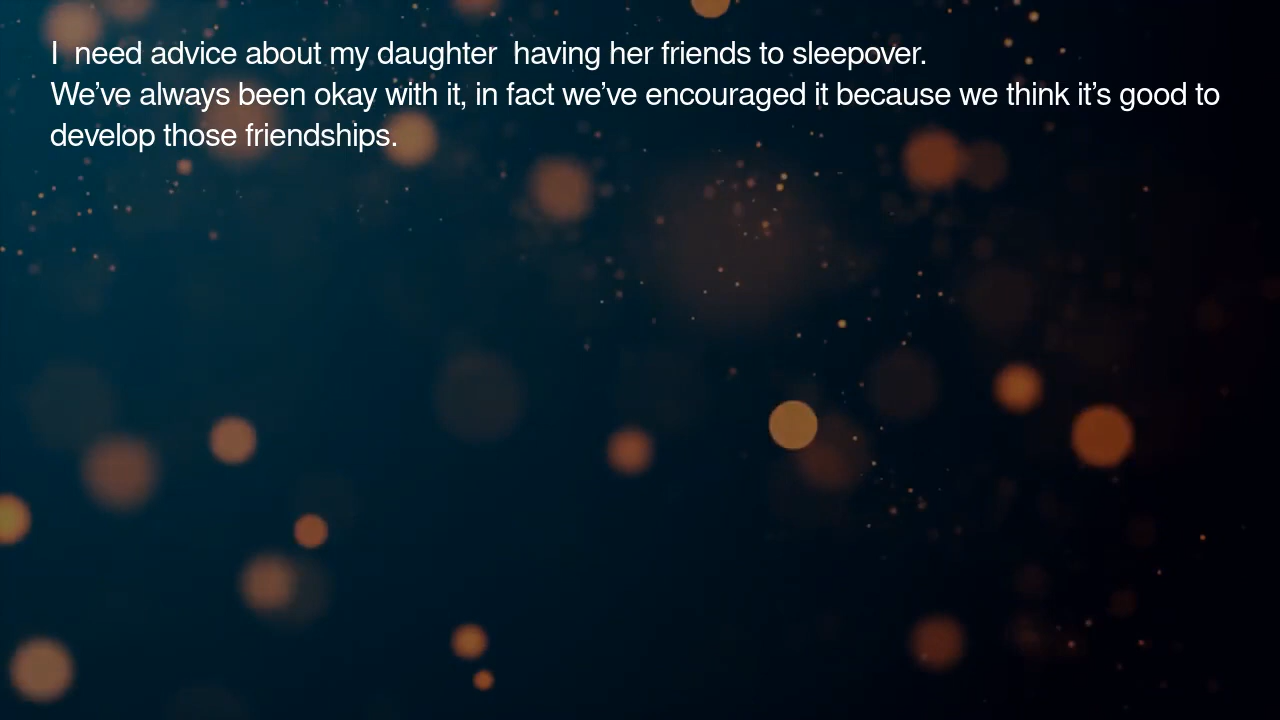 I  need advice about my daughter  having her friends to sleepover.
We’ve always been okay with it, in fact we’ve encouraged it because we think it’s good to
develop those friendships.